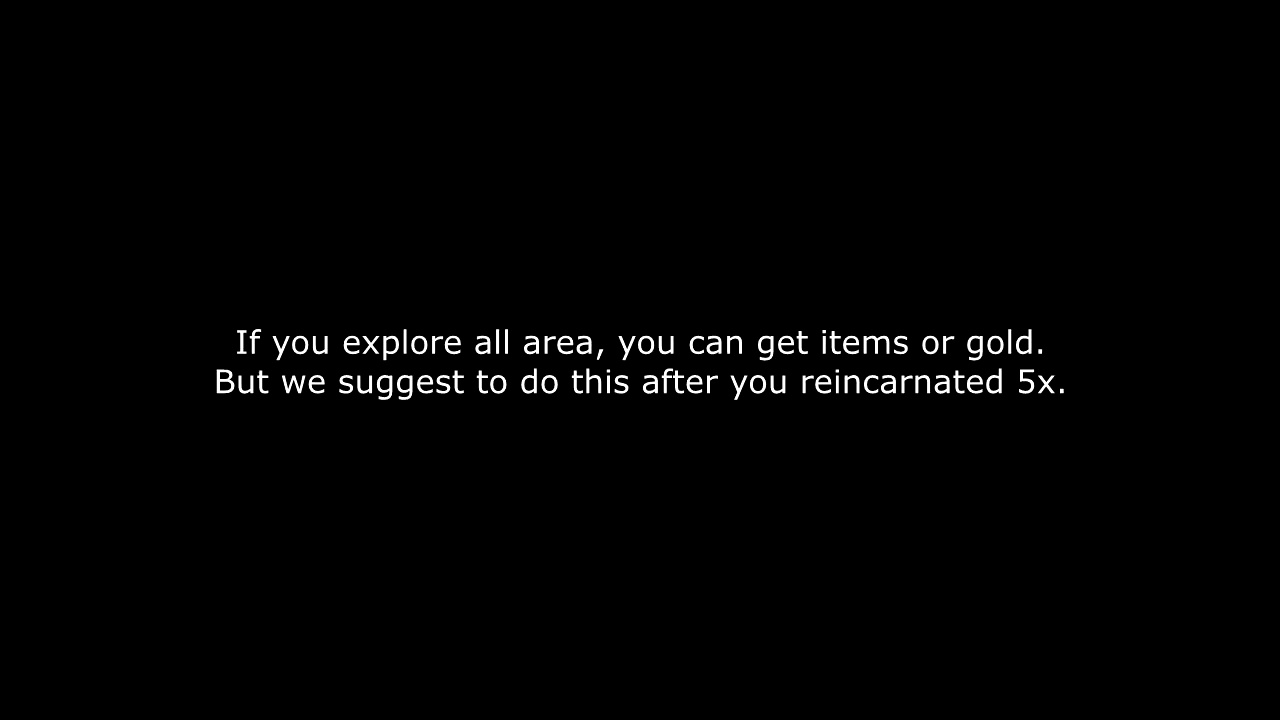 If you explore all area, you can get items or gold.
But we suggest to do this after you reincarnated 5x.